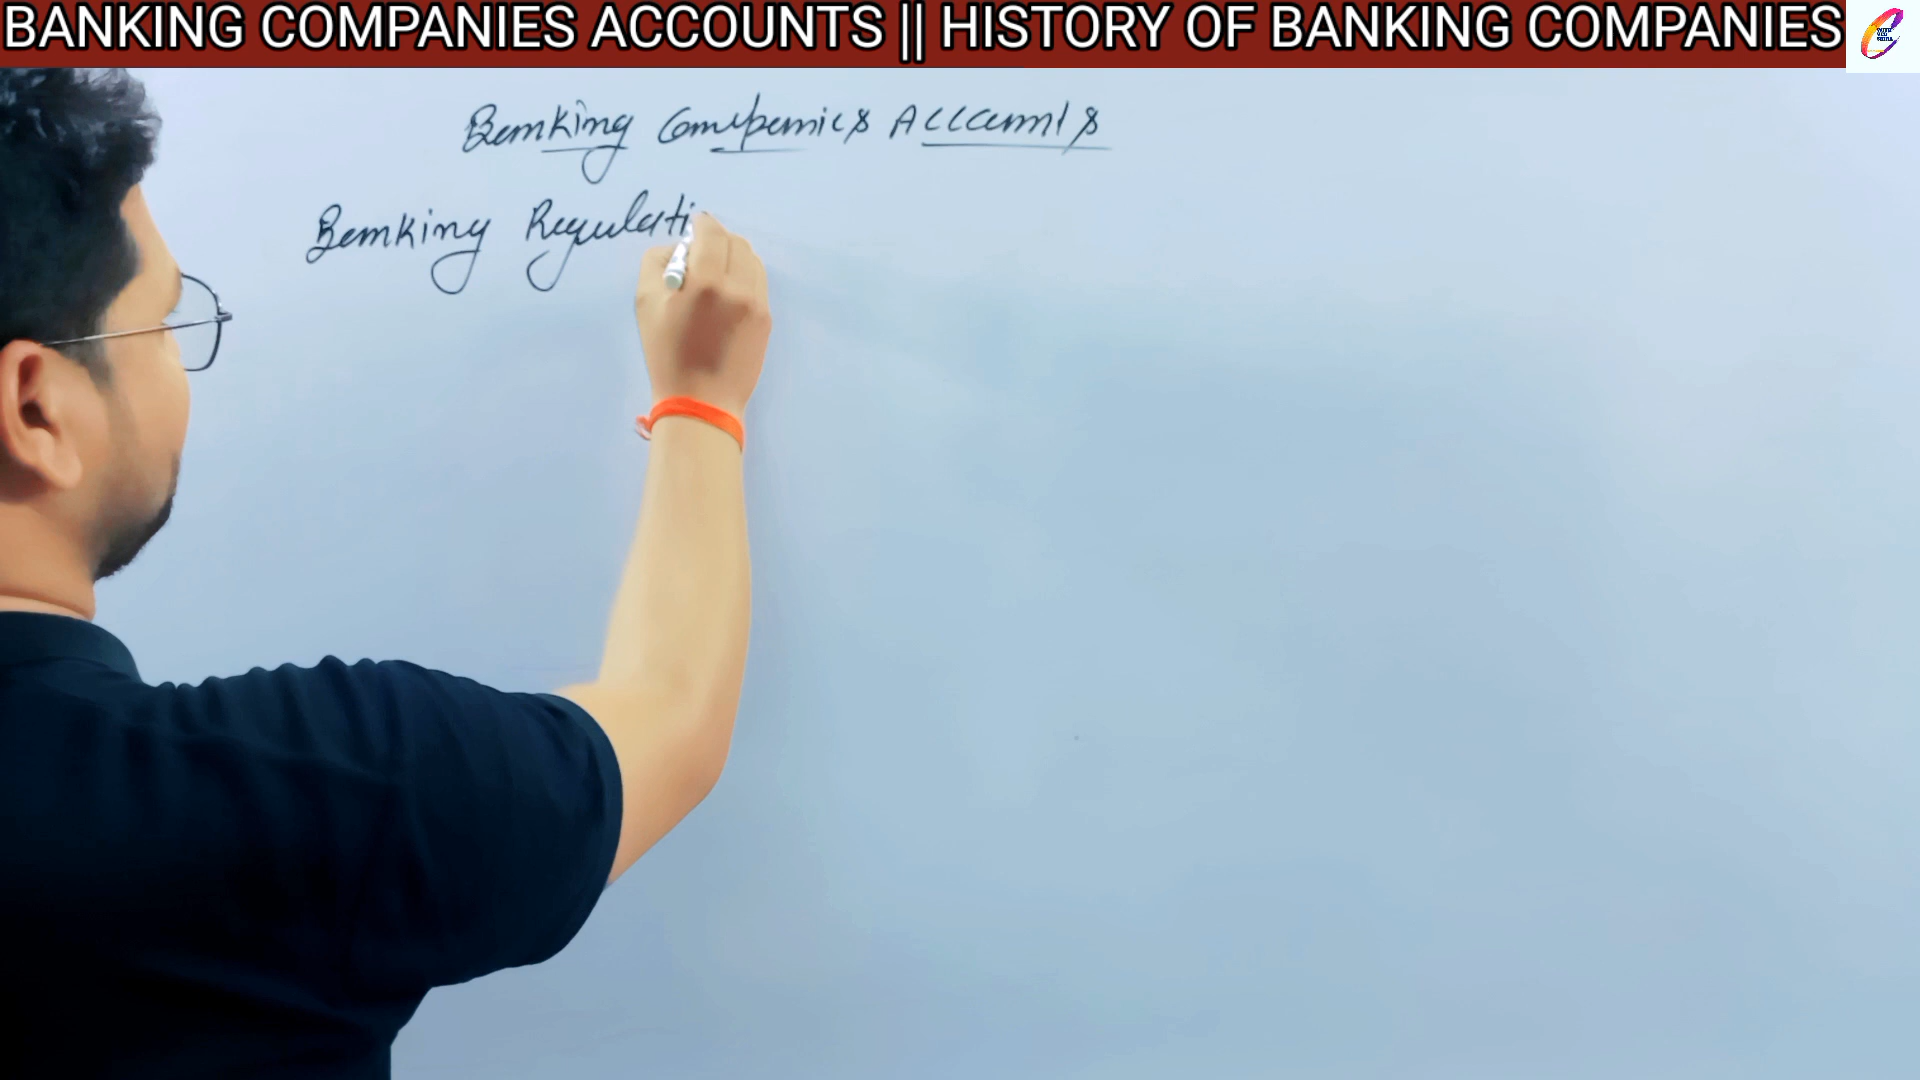 BANKING COMPANIES ACCOUNTS || HISTORY OF BANKING COMPANIES
Banking Companies Accounts
Banking Regulati